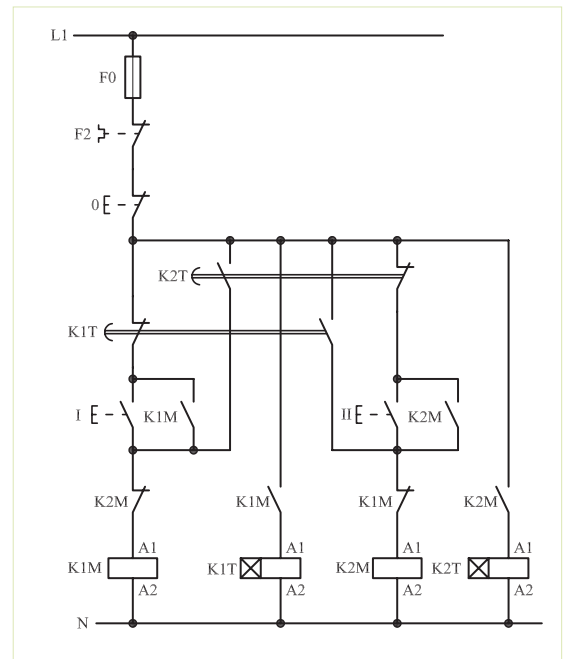 L1
F0
F2
0
K2T
K1T
I K1M II K2M
K2M K1M K1M K2M
A1 A1 A1 A1
K1M K1T K2M K2T
A2 A2 A2 A2
N